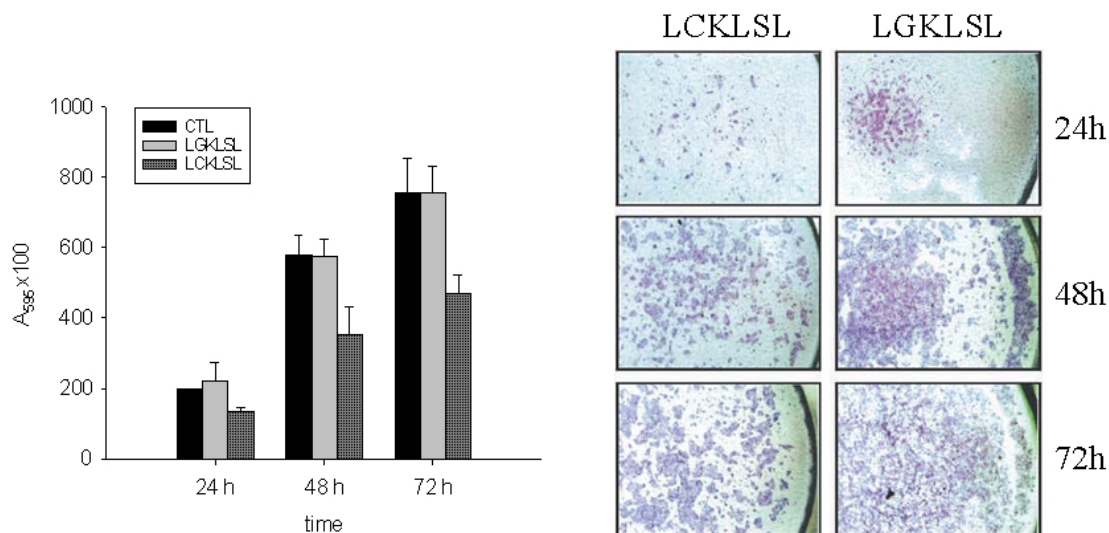 1000
800
600
400
200
0
A₅₉₅ x100
CTL
LGKLSL
LCKLSL
24 h
48 h
72 h
time
LCKLSL
LGKLSL
24h
48h
72h